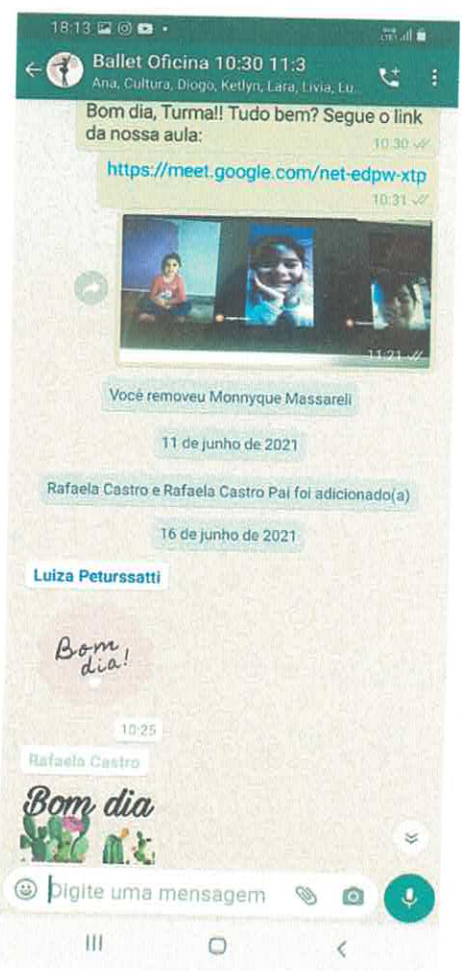 18:13
Ballet Oficina 10:30 11:3
Ana, Cultura, Diogo, Ketlyn, Lara, Livia, Lu...
Bom dia, Turma!! Tudo bem? Segue o link
da nossa aula:
10:30
https://meet.google.com/net-edpw-xtp
10:31
11:21
Você removeu Monnyque Massareli
11 de junho de 2021
Rafaela Castro e Rafaela Castro Pai foi adicionado(a)
16 de junho de 2021
Luiza Peturssatti
Bom
dia!
10:25
Rafaela Castro
Bom dia
Digite uma mensagem